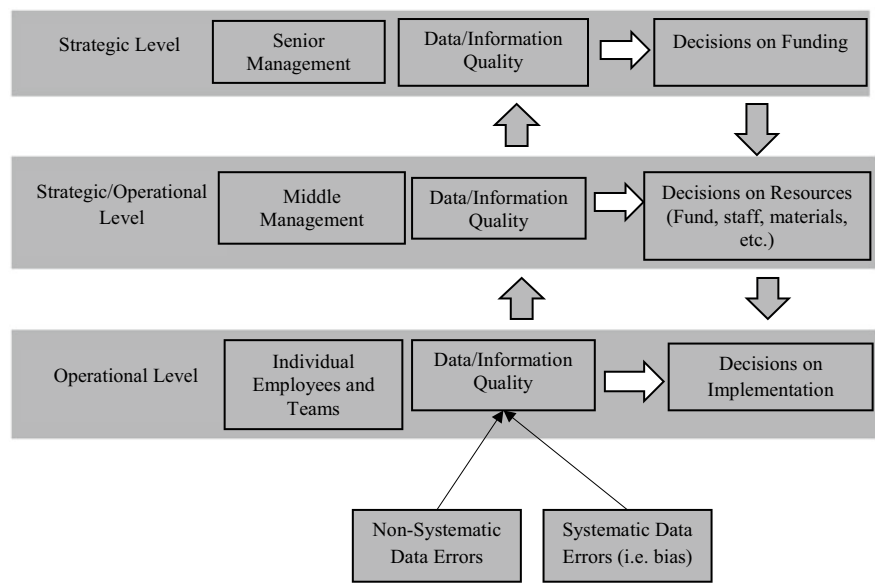 Strategic Level
Senior
Management
Data/Information
Quality
Decisions on Funding
Strategic/Operational
Level
Middle
Management
Data/Information
Quality
Decisions on Resources
(Fund, staff, materials,
etc.)
Operational Level
Individual
Employees and
Teams
Data/Information
Quality
Decisions on
Implementation
Non-Systematic
Data Errors
Systematic Data
Errors (i.e. bias)